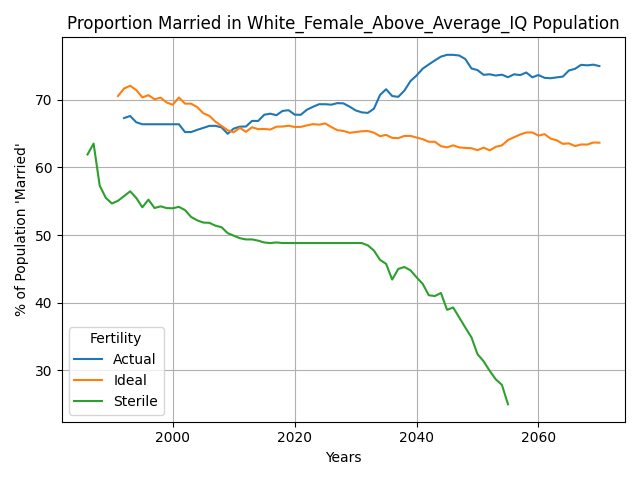 Proportion Married in White_Female_Above_Average_IQ Population
% of Population 'Married'
70
60
50
40
30
Fertility
Actual
Ideal
Sterile
2000
2020
2040
2060
Years